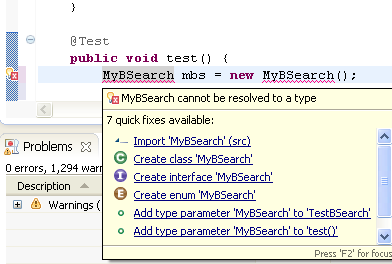 }
@Test
public void test() {
MyBSearch mbs = new MyBSearch();
MyBSearch cannot be resolved to a type
7 quick fixes available:
Import 'MyBSearch' (src)
C Create class 'MyBSearch'
I Create interface 'MyBSearch'
E Create enum 'MyBSearch'
Add type parameter 'MyBSearch' to 'TestBSearch'
Add type parameter 'MyBSearch' to 'test()'
Press 'F2' for focus
Problems
0 errors, 1,294 warn
Description
Warnings (